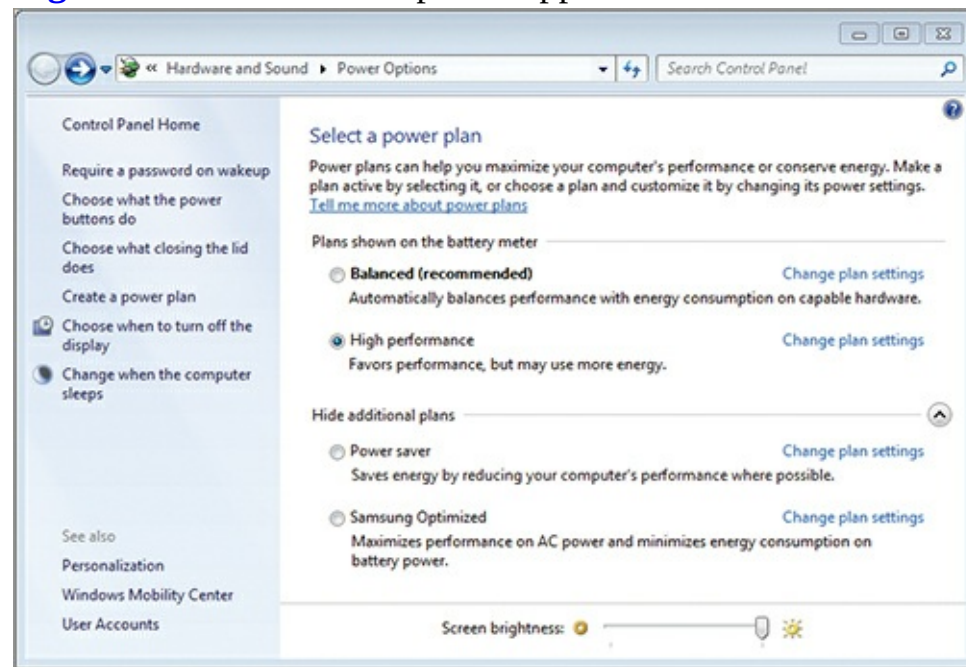 Hardware and Sound Power Options
Search Control Panel
Control Panel Home
Require a password on wakeup
Choose what the power
buttons do
Choose what closing the lid
does
Create a power plan
Choose when to turn off the
display
Change when the computer
sleeps
See also
Personalization
Windows Mobility Center
User Accounts
Select a power plan
Power plans can help you maximize your computer's performance or conserve energy. Make a
plan active by selecting it, or choose a plan and customize it by changing its power settings.
Tell me more about power plans
Plans shown on the battery meter
Balanced (recommended) Change plan settings
Automatically balances performance with energy consumption on capable hardware.
High performance Change plan settings
Favors performance, but may use more energy.
Hide additional plans
Power saver Change plan settings
Saves energy by reducing your computer's performance where possible.
Samsung Optimized Change plan settings
Maximizes performance on AC power and minimizes energy consumption on
battery power.
Screen brightness: